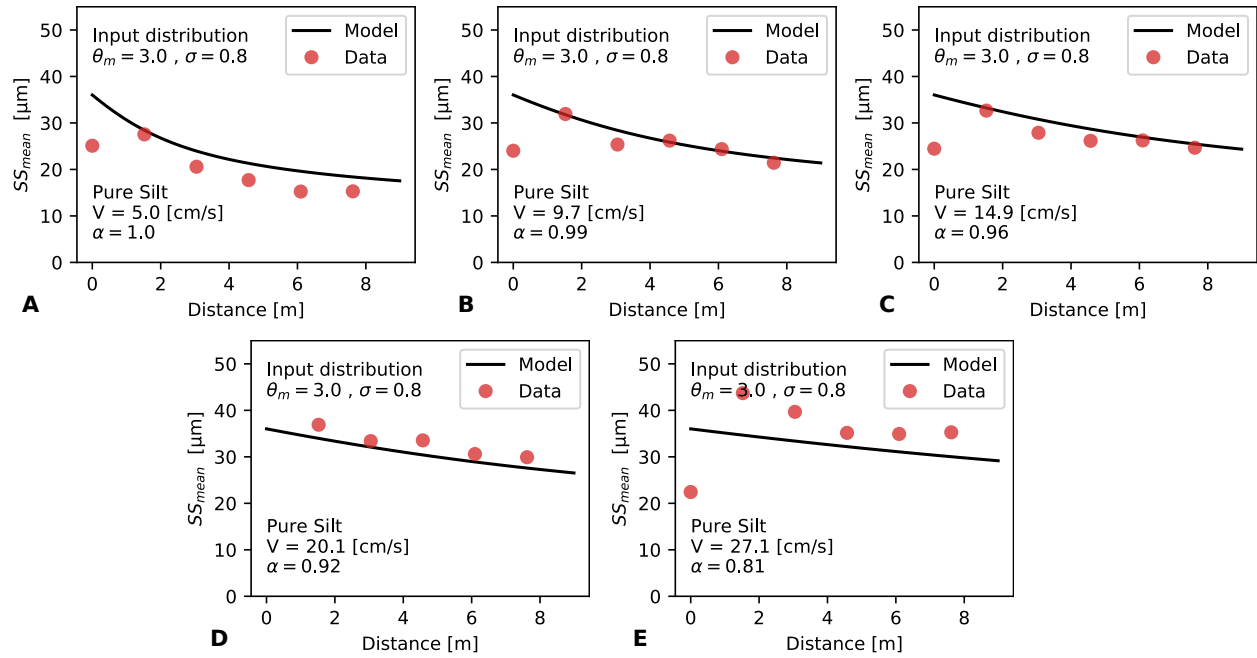 Input distribution
θm = 3.0 , σ = 0.8
Model
Data
SSmean [μm]
50
40
30
20
10
0
Pure Silt
V = 5.0 [cm/s]
α = 1.0
0 2 4 6 8
Distance [m]
A
Input distribution
θm = 3.0 , σ = 0.8
Model
Data
SSmean [μm]
50
40
30
20
10
0
Pure Silt
V = 9.7 [cm/s]
α = 0.99
0 2 4 6 8
Distance [m]
B
Input distribution
θm = 3.0 , σ = 0.8
Model
Data
SSmean [μm]
50
40
30
20
10
0
Pure Silt
V = 14.9 [cm/s]
α = 0.96
0 2 4 6 8
Distance [m]
C
Input distribution
θm = 3.0 , σ = 0.8
Model
Data
SSmean [μm]
50
40
30
20
10
0
Pure Silt
V = 20.1 [cm/s]
α = 0.92
0 2 4 6 8
Distance [m]
D
Input distribution
θm = 3.0 , σ = 0.8
Model
Data
SSmean [μm]
50
40
30
20
10
0
Pure Silt
V = 27.1 [cm/s]
α = 0.81
0 2 4 6 8
Distance [m]
E